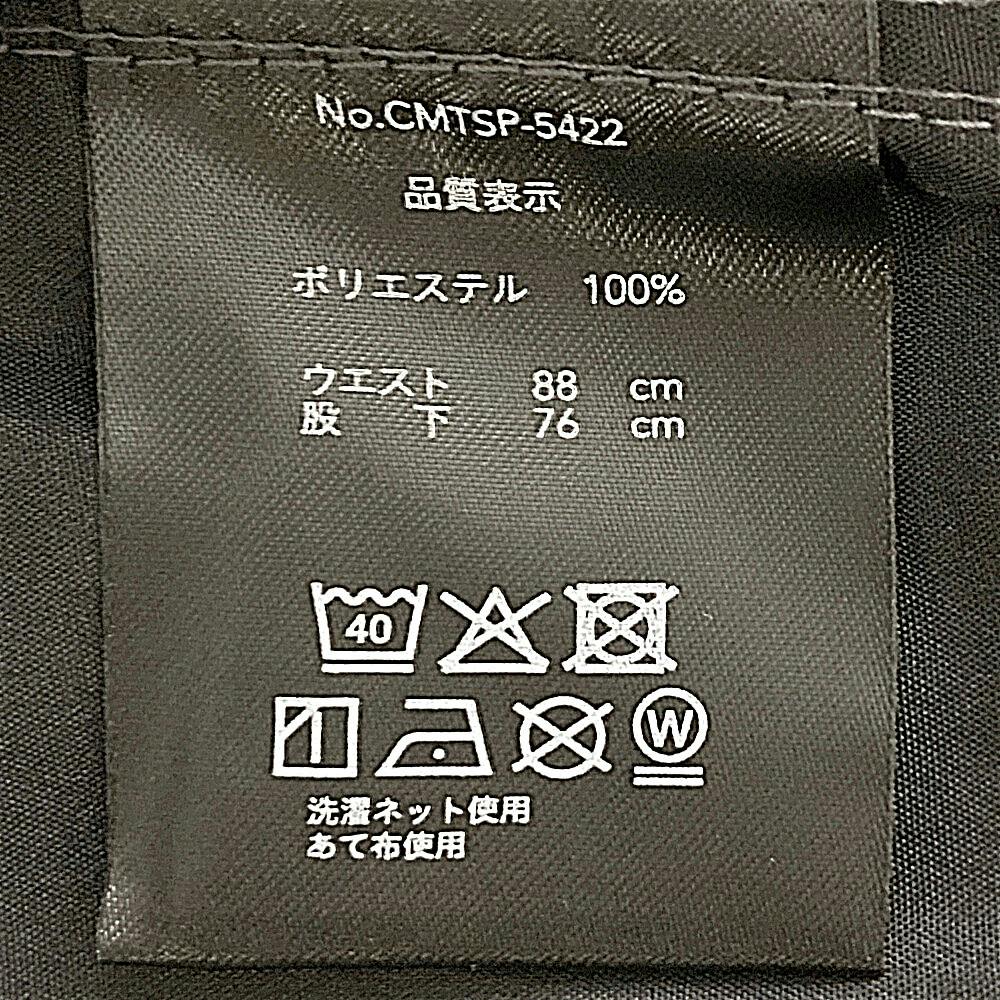 No.CMTSP-5422
品質表示
ポリエステル 100%
ウエスト 88 cm
股下 76 cm
40
W
洗濯ネット使用
あて布使用